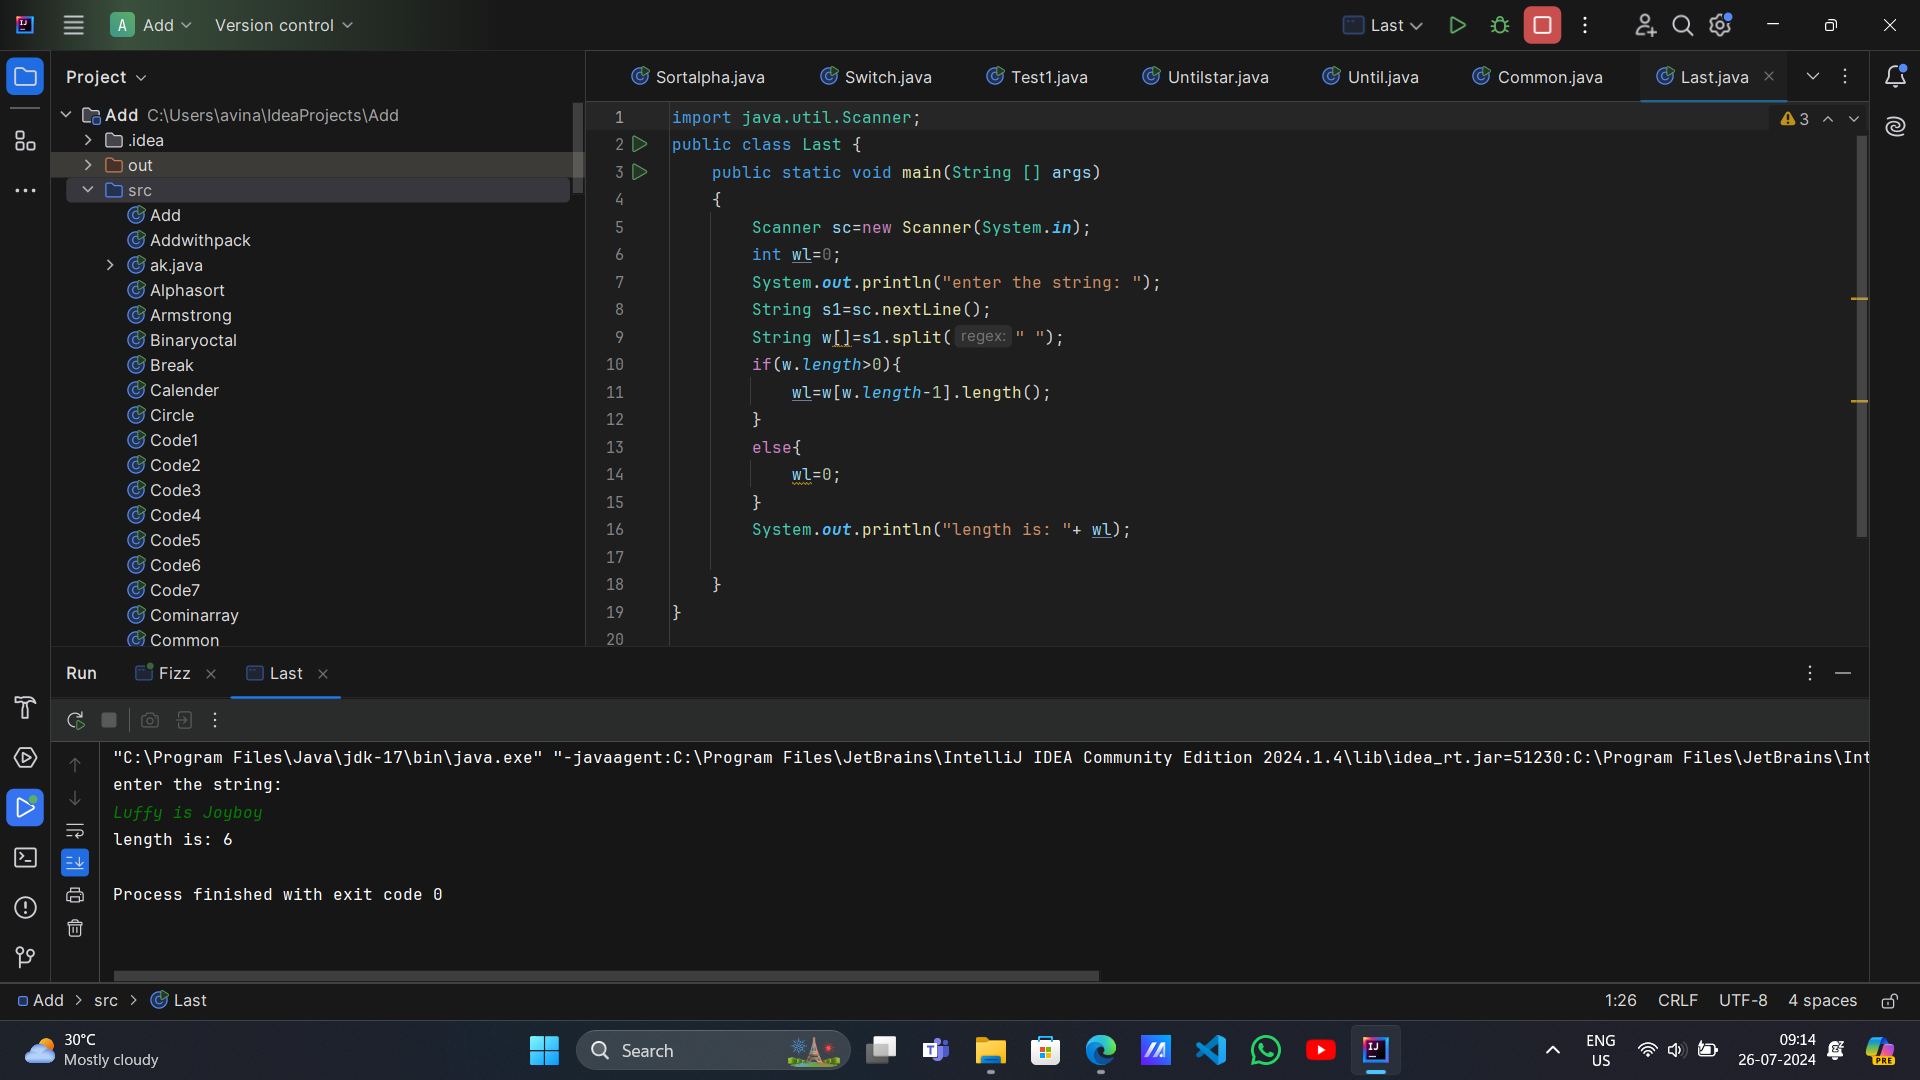 A Add Version control Last
Project
Sortalpha.java Switch.java Test1.java Untilstar.java Until.java Common.java Last.java
Add C:\Users\avina\IdeaProjects\Add
.idea
out
src
Add
Addwithpack
ak.java
Alphasort
Armstrong
Binaryoctal
Break
Calender
Circle
Code1
Code2
Code3
Code4
Code5
Code6
Code7
Cominarray
Common
3
1 import java.util.Scanner;
2 public class Last {
3 public static void main(String [] args)
4 {
5 Scanner sc=new Scanner(System.in);
6 int wl=0;
7 System.out.println("enter the string: ");
8 String s1=sc.nextLine();
9 String w[]=s1.split( regex: " ");
10 if(w.length>0){
11 wl=w[w.length-1].length();
12 }
13 else{
14 wl=0;
15 }
16 System.out.println("length is: "+ wl);
17
18 }
19 }
20
Run Fizz Last
"C:\Program Files\Java\jdk-17\bin\java.exe" "-javaagent:C:\Program Files\JetBrains\IntelliJ IDEA Community Edition 2024.1.4\lib\idea_rt.jar=51230:C:\Program Files\JetBrains\Int
enter the string:
Luffy is Joyboy
length is: 6
Process finished with exit code 0
Add src Last 1:26 CRLF UTF-8 4 spaces
30°C
Mostly cloudy
Search
ENG
US
09:14
26-07-2024
PRE